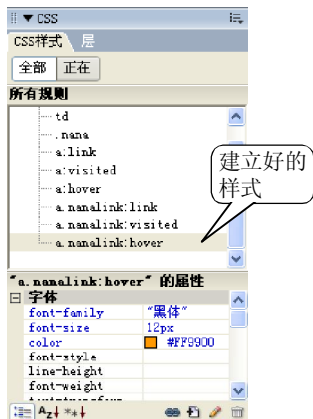 CSS
CSS样式 层
全部 正在
所有规则
td
.nana
a:link
a:visited
a:hover
a.nanalink:link
a.nanalink:visited
a.nanalink:hover
建立好的
样式
"a.nanalink:hover" 的属性
字体
font-family "黑体"
font-size 12px
color #FF9900
font-style
line-height
font-weight